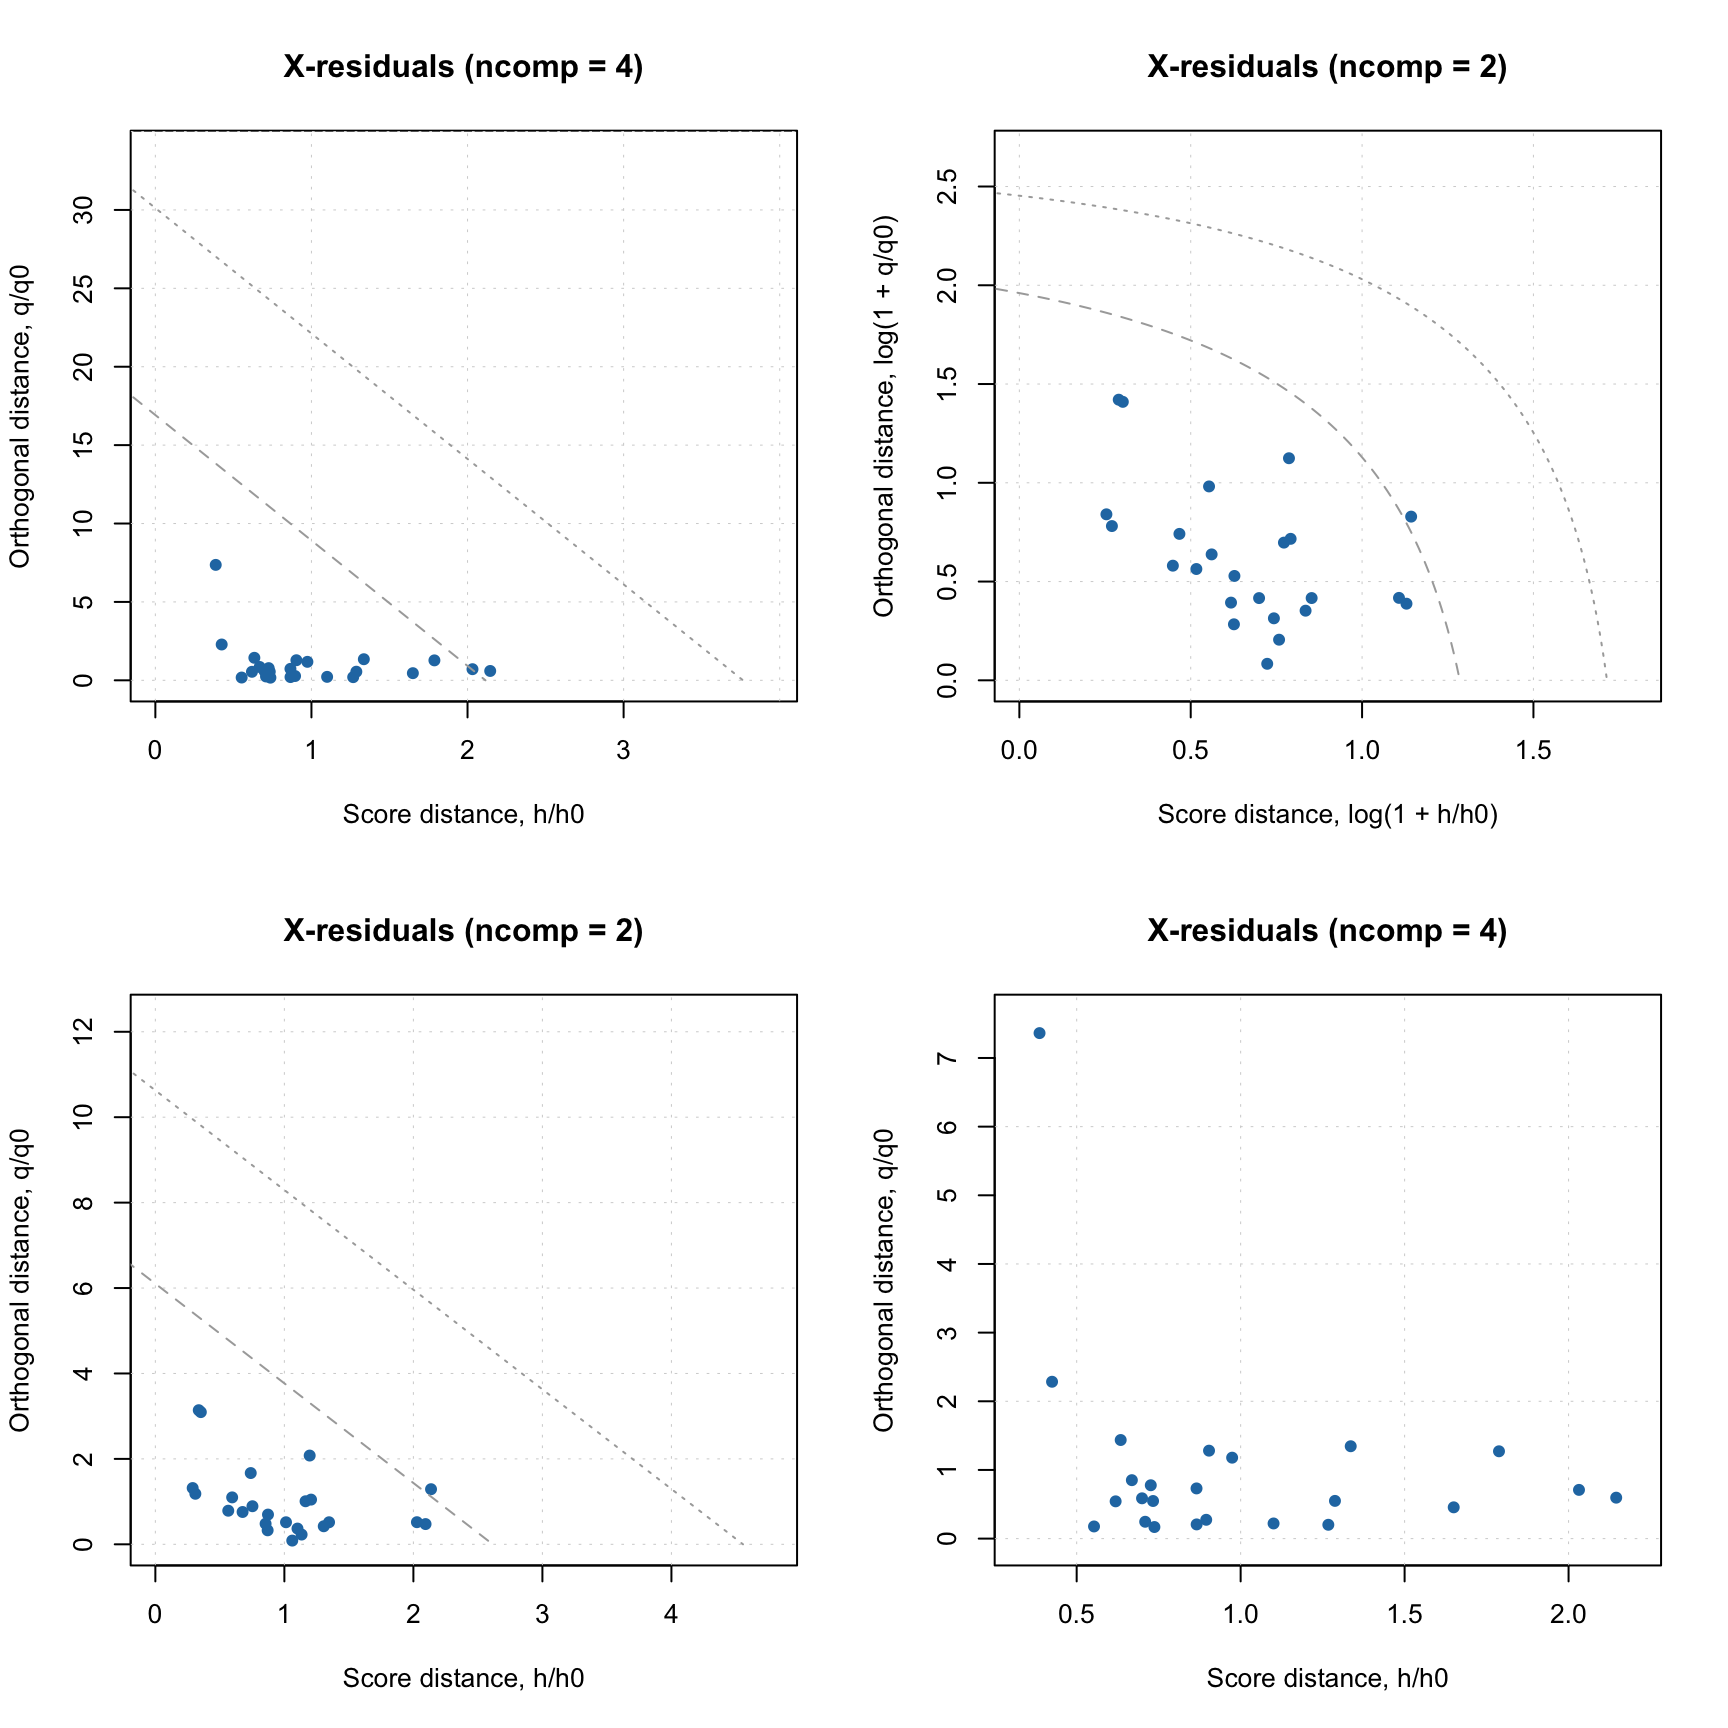 X-residuals (ncomp = 4)
Orthogonal distance, q/q0
30
25
20
15
10
5
0
0 1 2 3
Score distance, h/h0
X-residuals (ncomp = 2)
Orthogonal distance, log(1 + q/q0)
2.5
2.0
1.5
1.0
0.5
0.0
0.0 0.5 1.0 1.5
Score distance, log(1 + h/h0)
X-residuals (ncomp = 2)
Orthogonal distance, q/q0
12
10
8
6
4
2
0
0 1 2 3 4
Score distance, h/h0
X-residuals (ncomp = 4)
Orthogonal distance, q/q0
7
6
5
4
3
2
1
0
0.5 1.0 1.5 2.0
Score distance, h/h0